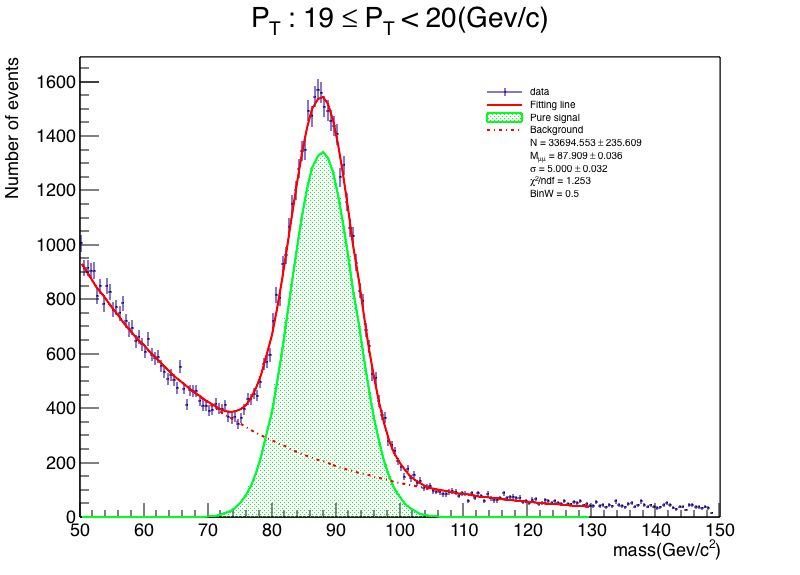 P_T : 19 ≤ P_T < 20(Gev/c)
Number of events
1600
1400
1200
1000
800
600
400
200
0
data
Fitting line
Pure signal
Background
N = 33694.553 ± 235.609
M_μμ = 87.909 ± 0.036
σ = 5.000 ± 0.032
χ²/ndf = 1.253
BinW = 0.5
50 60 70 80 90 100 110 120 130 140 150
mass(Gev/c²)